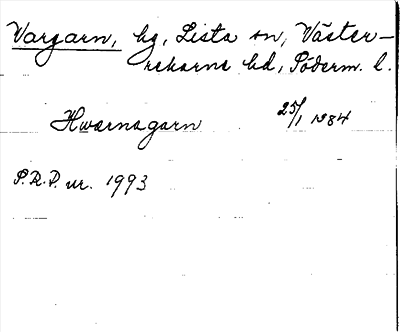 Vargarn, hg, Lista sn, Väster-
rekarne hd, Söderm. l.
Hwarnagarn 25/1 1384
S.R.P. nr. 1993